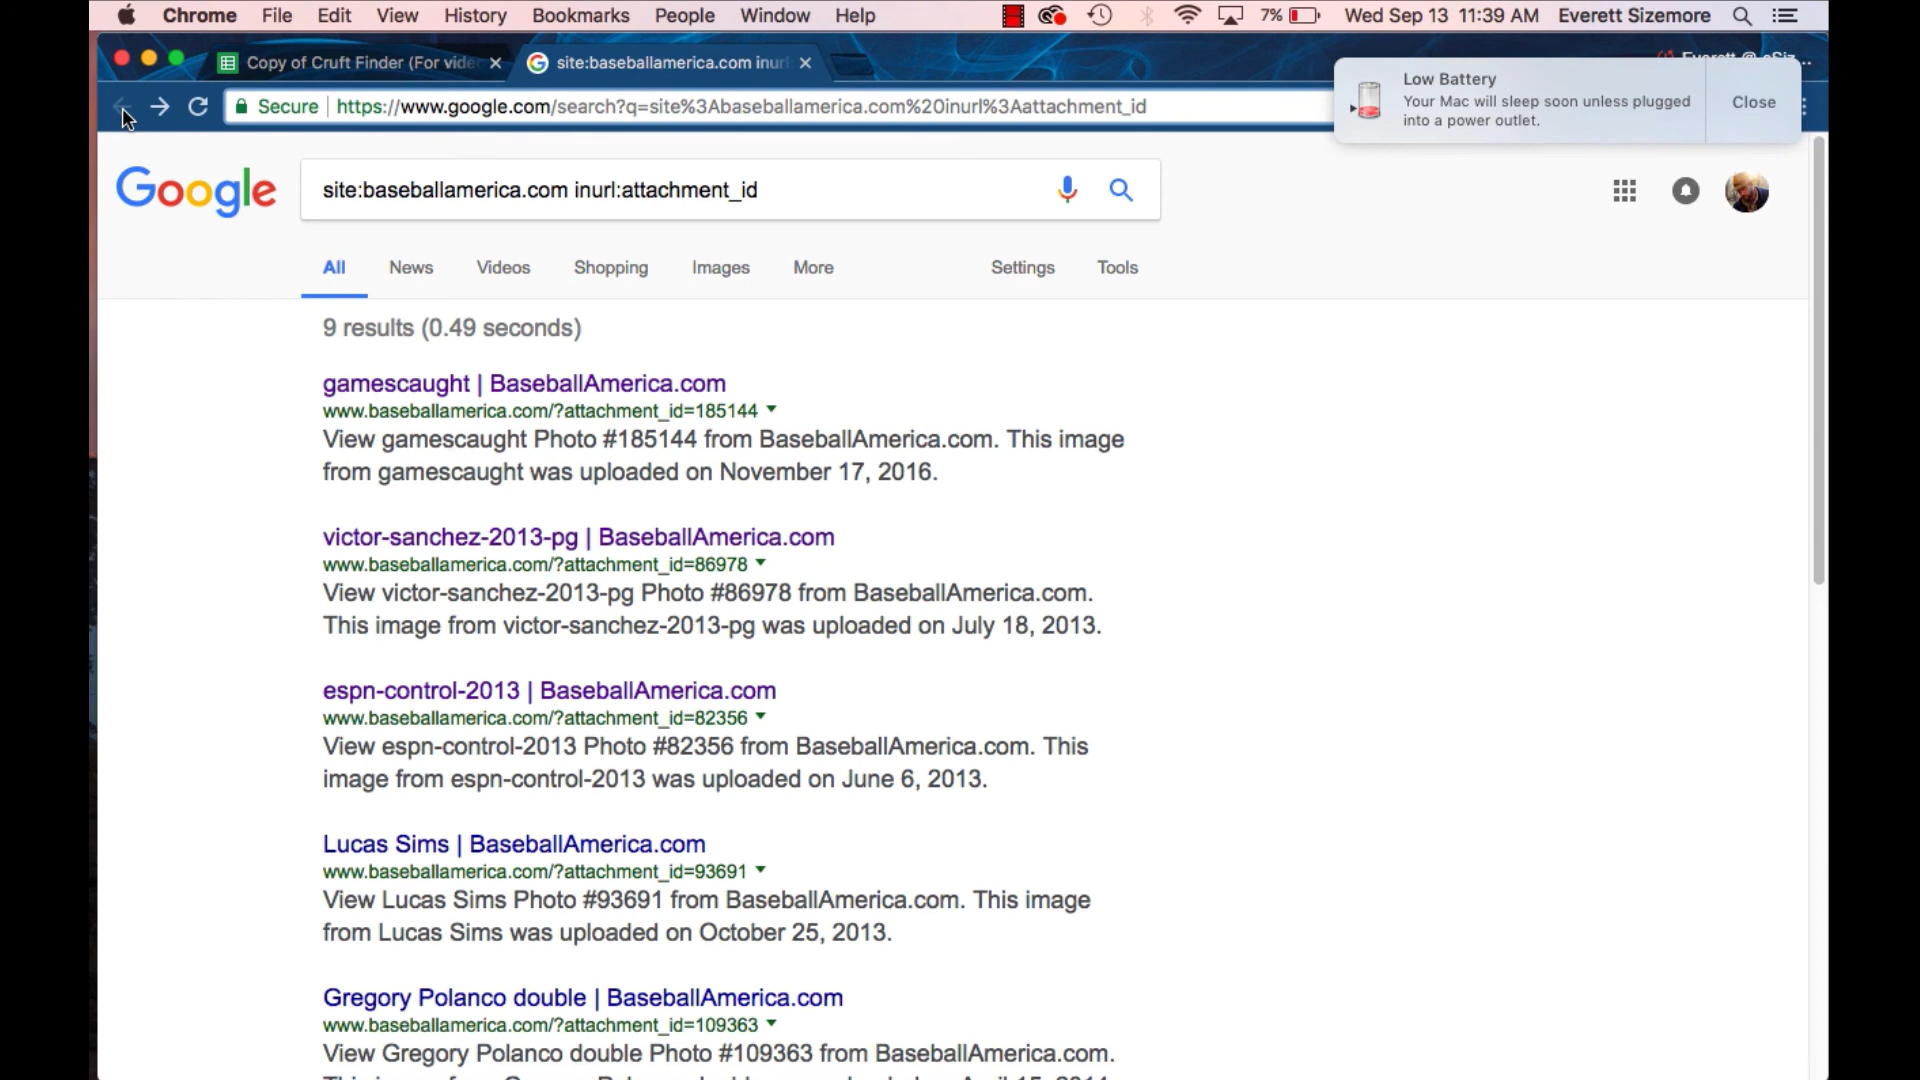 Chrome File Edit View History Bookmarks People Window Help 7% Wed Sep 13 11:39 AM Everett Sizemore
Copy of Cruft Finder (For vide
site:baseballamerica.com inurl
Low Battery
Your Mac will sleep soon unless plugged
into a power outlet.
Close
Secure https://www.google.com/search?q=site%3Abaseballamerica.com%20inurl%3Aattachment_id
Google
site:baseballamerica.com inurl:attachment_id
All News Videos Shopping Images More Settings Tools
9 results (0.49 seconds)
gamescaught | BaseballAmerica.com
www.baseballamerica.com/?attachment_id=185144
View gamescaught Photo #185144 from BaseballAmerica.com. This image
from gamescaught was uploaded on November 17, 2016.
victor-sanchez-2013-pg | BaseballAmerica.com
www.baseballamerica.com/?attachment_id=86978
View victor-sanchez-2013-pg Photo #86978 from BaseballAmerica.com.
This image from victor-sanchez-2013-pg was uploaded on July 18, 2013.
espn-control-2013 | BaseballAmerica.com
www.baseballamerica.com/?attachment_id=82356
View espn-control-2013 Photo #82356 from BaseballAmerica.com. This
image from espn-control-2013 was uploaded on June 6, 2013.
Lucas Sims | BaseballAmerica.com
www.baseballamerica.com/?attachment_id=93691
View Lucas Sims Photo #93691 from BaseballAmerica.com. This image
from Lucas Sims was uploaded on October 25, 2013.
Gregory Polanco double | BaseballAmerica.com
www.baseballamerica.com/?attachment_id=109363
View Gregory Polanco double Photo #109363 from BaseballAmerica.com.